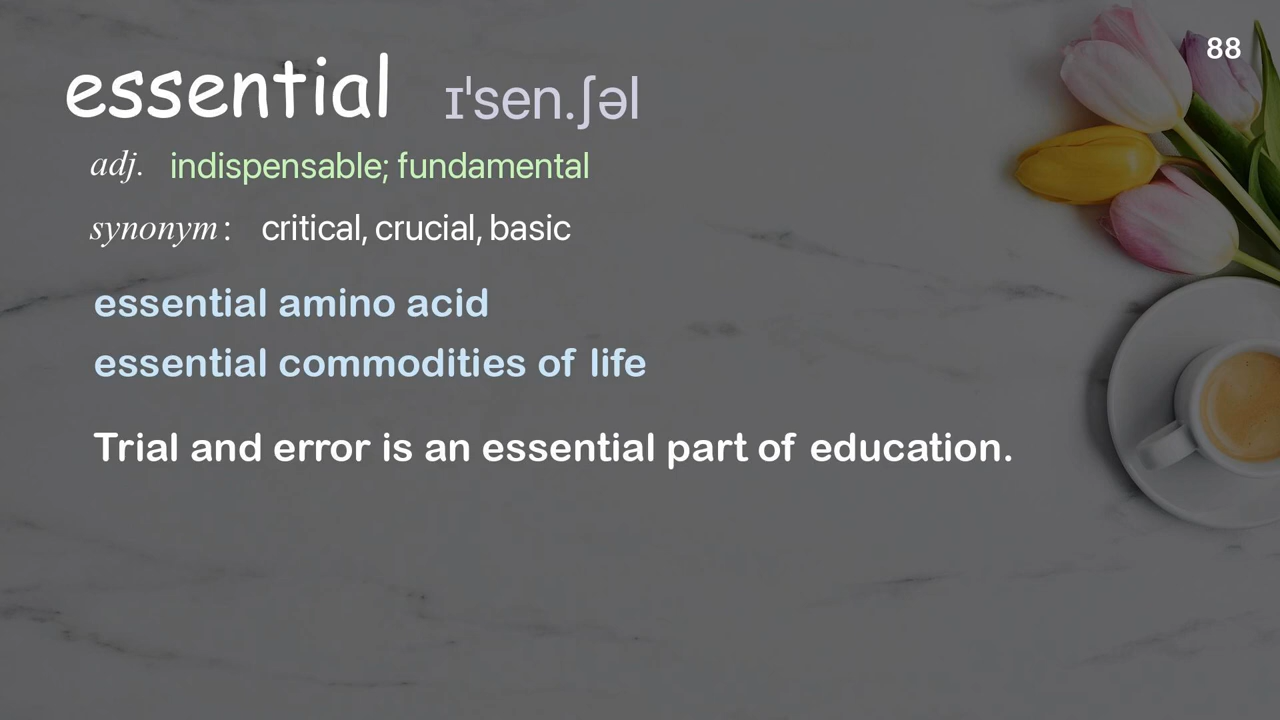 88
essential ɪˈsen.ʃəl
adj. indispensable; fundamental
synonym: critical, crucial, basic
essential amino acid
essential commodities of life
Trial and error is an essential part of education.